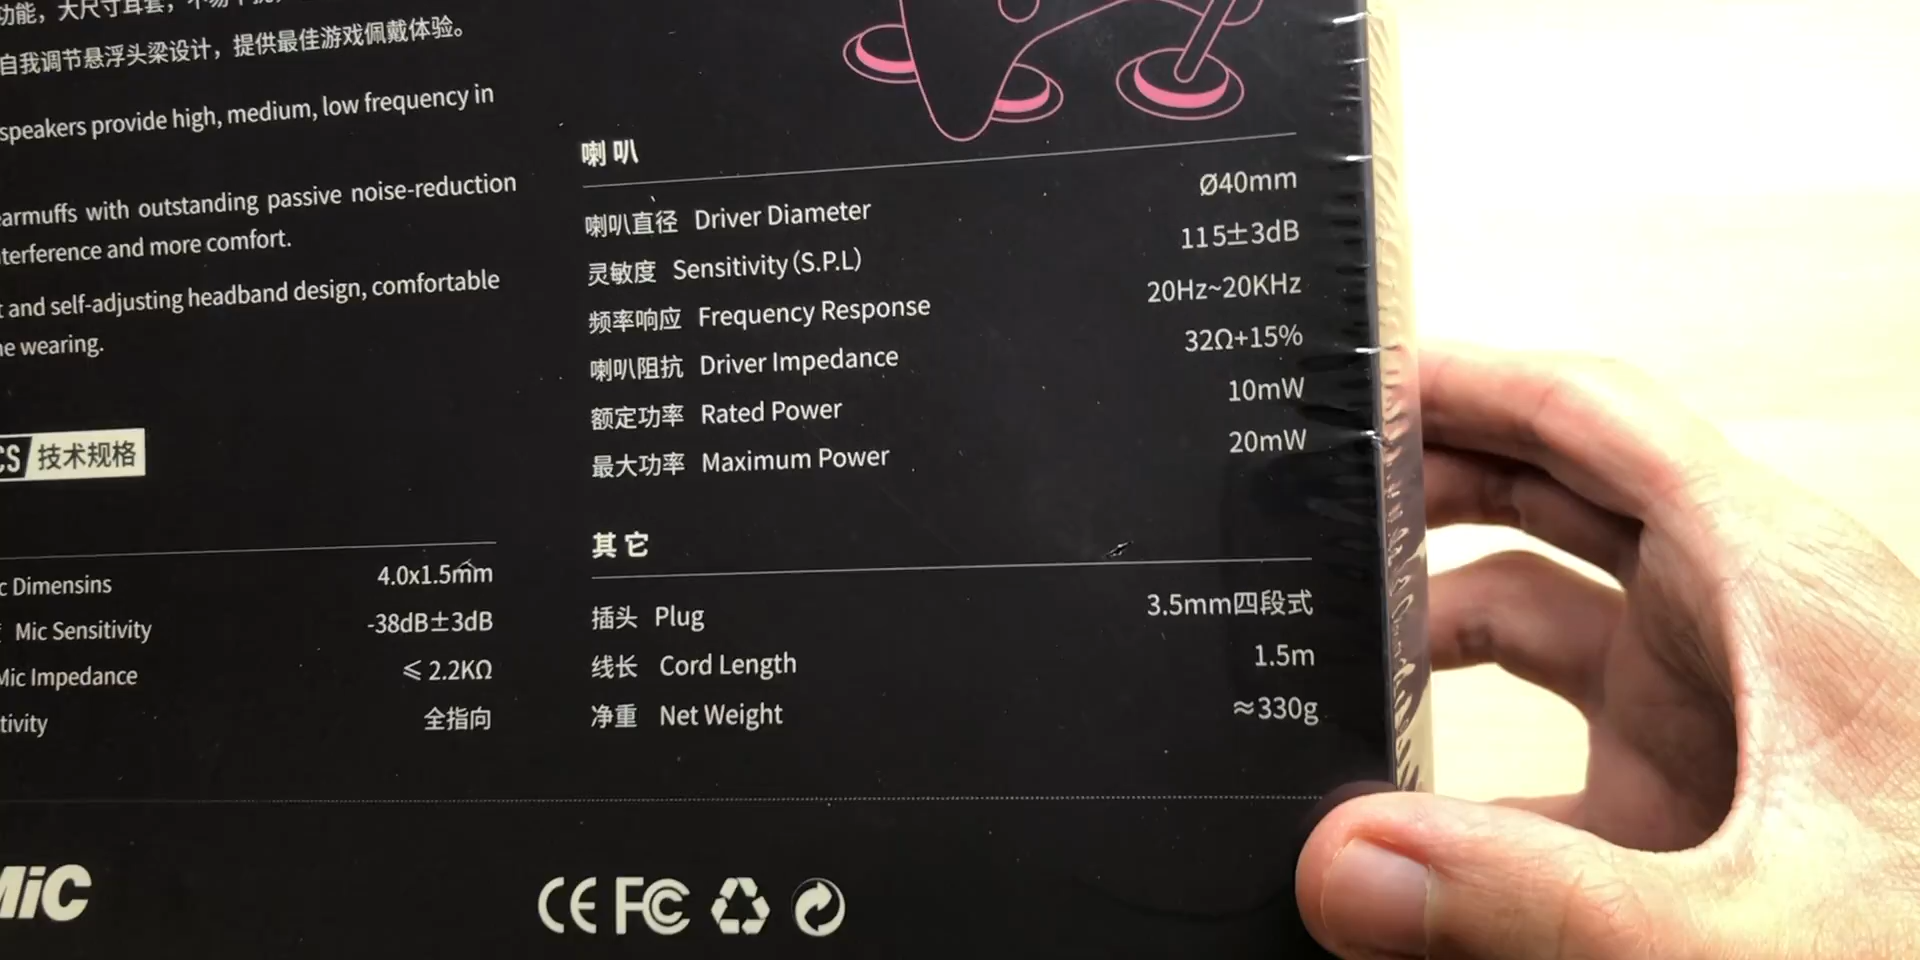 功能，大尺寸耳套，不易
自我调节悬浮头梁设计，提供最佳游戏佩戴体验。
speakers provide high, medium, low frequency in
earmuffs with outstanding passive noise-reduction
terference and more comfort.
and self-adjusting headband design, comfortable
wearing.
CS 技术规格
c Dimensins 4.0x1.5mm
Mic Sensitivity -38dB±3dB
Mic Impedance ≤ 2.2KΩ
tivity 全指向
喇叭
喇叭直径 Driver Diameter Ø40mm
灵敏度 Sensitivity (S.P.L) 115±3dB
频率响应 Frequency Response 20Hz~20KHz
喇叭阻抗 Driver Impedance 32Ω+15%
额定功率 Rated Power 10mW
最大功率 Maximum Power 20mW
其它
插头 Plug 3.5mm四段式
线长 Cord Length 1.5m
净重 Net Weight ≈330g
MiC
CE FC